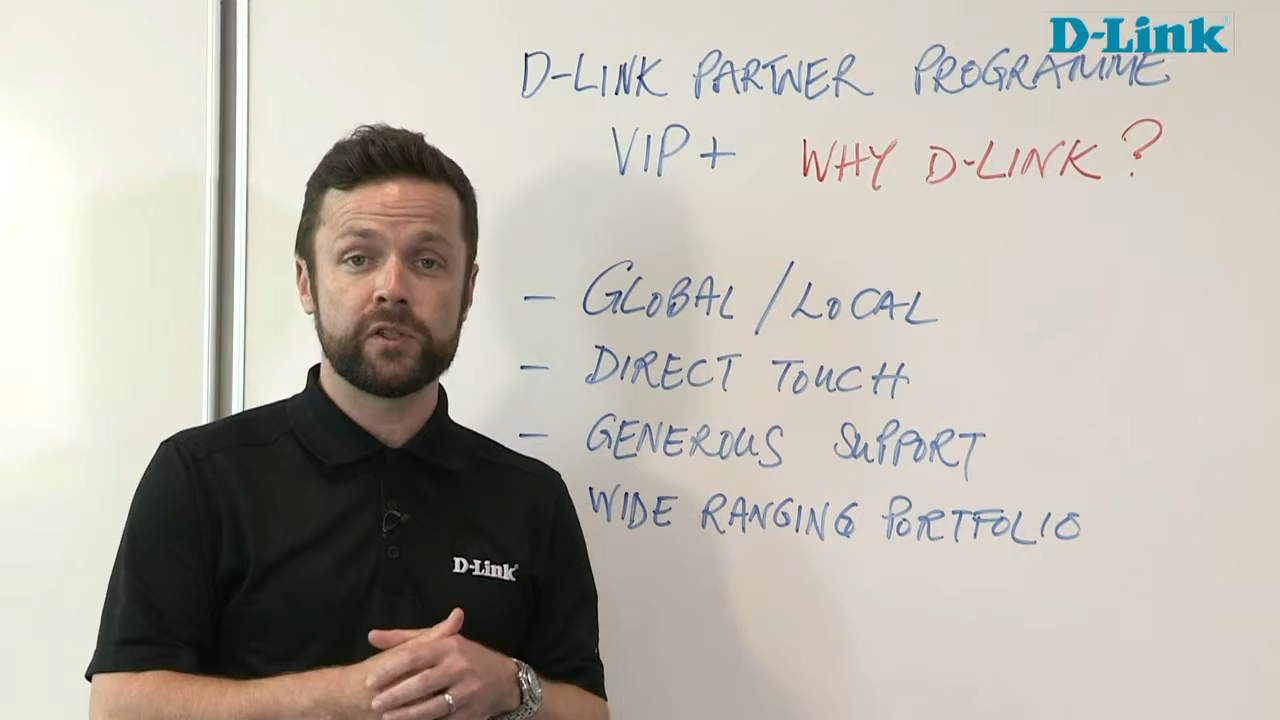 D-Link
D-LINK PARTNER PROGRAMME
VIP+ WHY D-LINK?
- GLOBAL/LOCAL
- DIRECT TOUCH
- GENEROUS SUPPORT
WIDE RANGING PORTFOLIO
D-Link